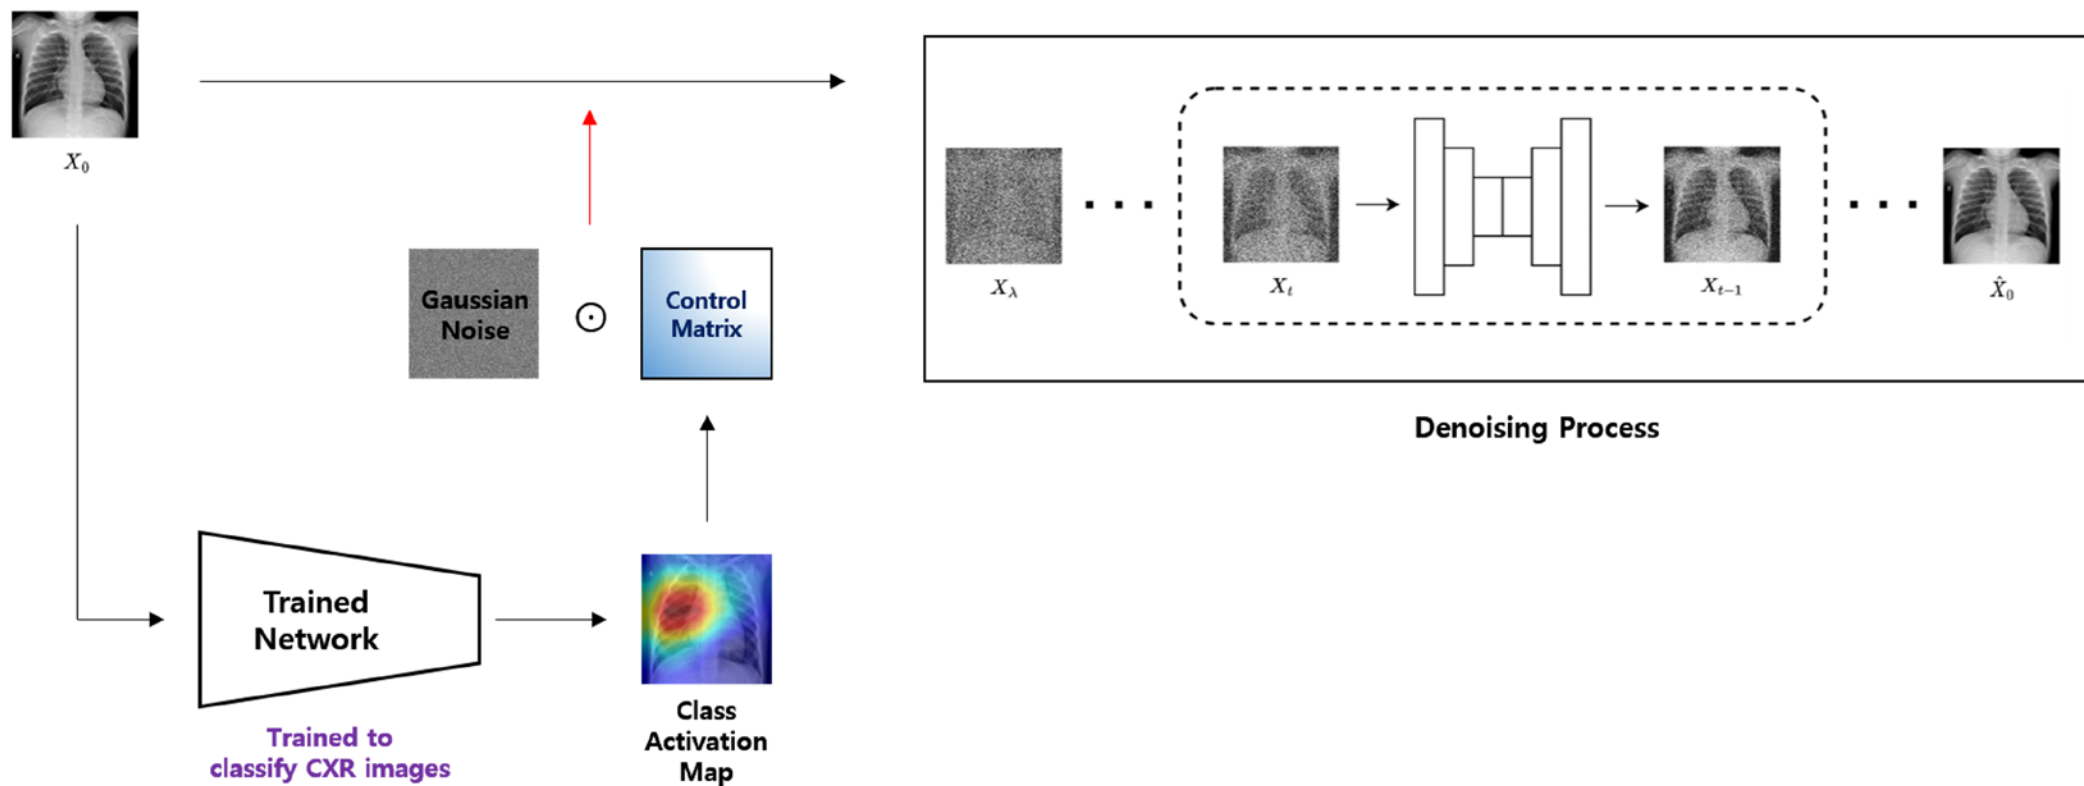 X₀
Gaussian
Noise
⊙
Control
Matrix
Trained
Network
Trained to
classify CXR images
Class
Activation
Map
X_λ
X_t
X_{t−1}
X̂₀
Denoising Process